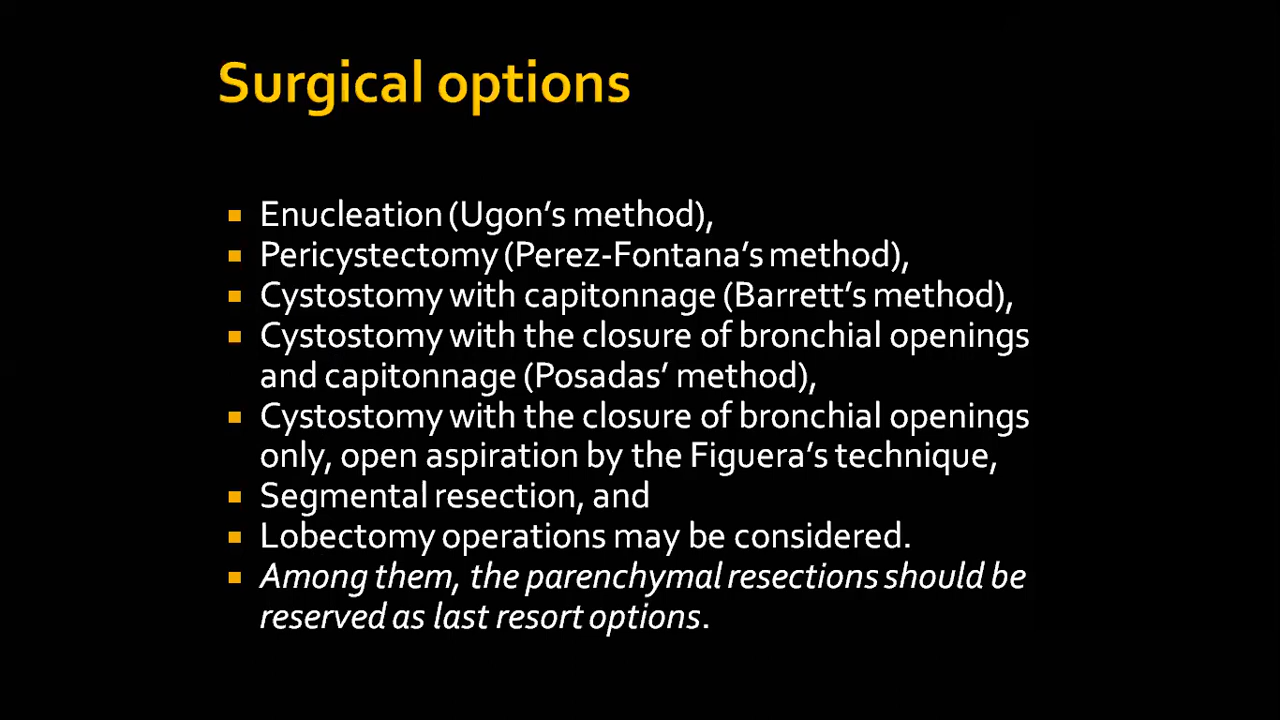 Surgical options
▪ Enucleation (Ugon’s method),
▪ Pericystectomy (Perez-Fontana’s method),
▪ Cystostomy with capitonnage (Barrett’s method),
▪ Cystostomy with the closure of bronchial openings
and capitonnage (Posadas’ method),
▪ Cystostomy with the closure of bronchial openings
only, open aspiration by the Figuera’s technique,
▪ Segmental resection, and
▪ Lobectomy operations may be considered.
▪ Among them, the parenchymal resections should be
reserved as last resort options.